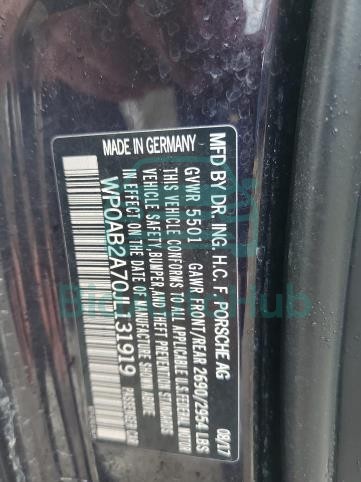 MFD BY DR. ING. H.C. F. PORSCHE AG 08/17
GVWR 5501 GAWR FRONT/REAR 2690/2954 LBS
THIS VEHICLE CONFORMS TO ALL APPLICABLE U.S. FEDERAL MOTOR
VEHICLE SAFETY, BUMPER, AND THEFT PREVENTION STANDARDS
IN EFFECT ON THE DATE OF MANUFACTURE SHOWN ABOVE
WP0AB2A70JL131919 PASSENGER CAR
MADE IN GERMANY